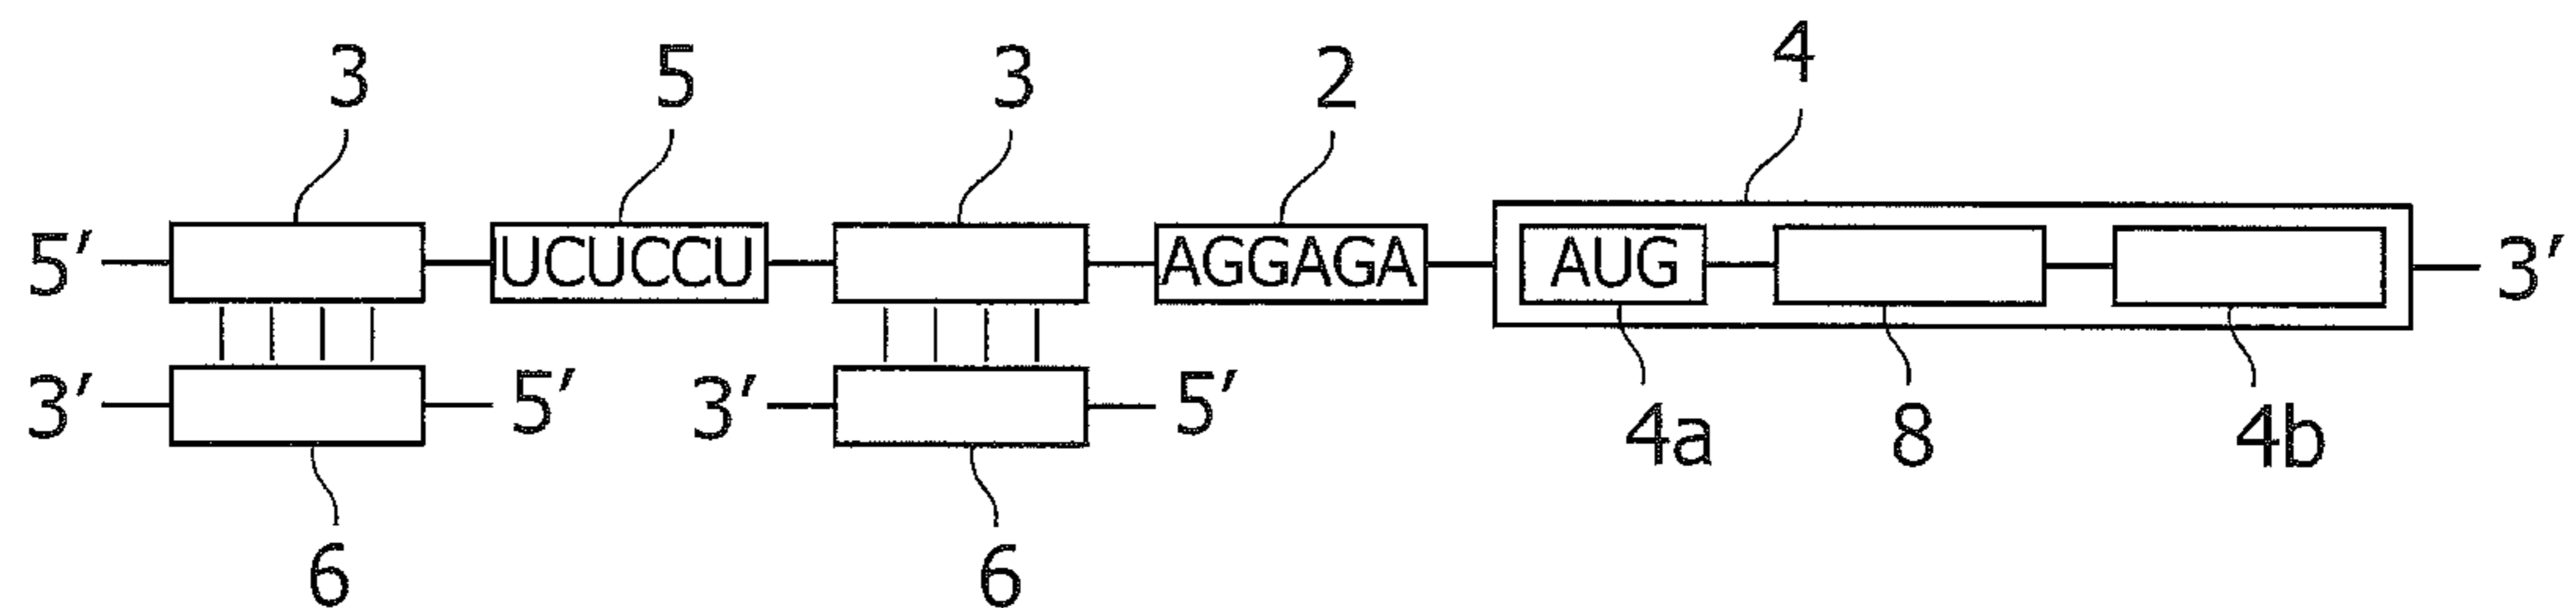 3 5 3 2 4
5′ UCUCCU AGGAGA AUG 3′
3′ 5′ 3′ 5′ 4a 8 4b
6 6